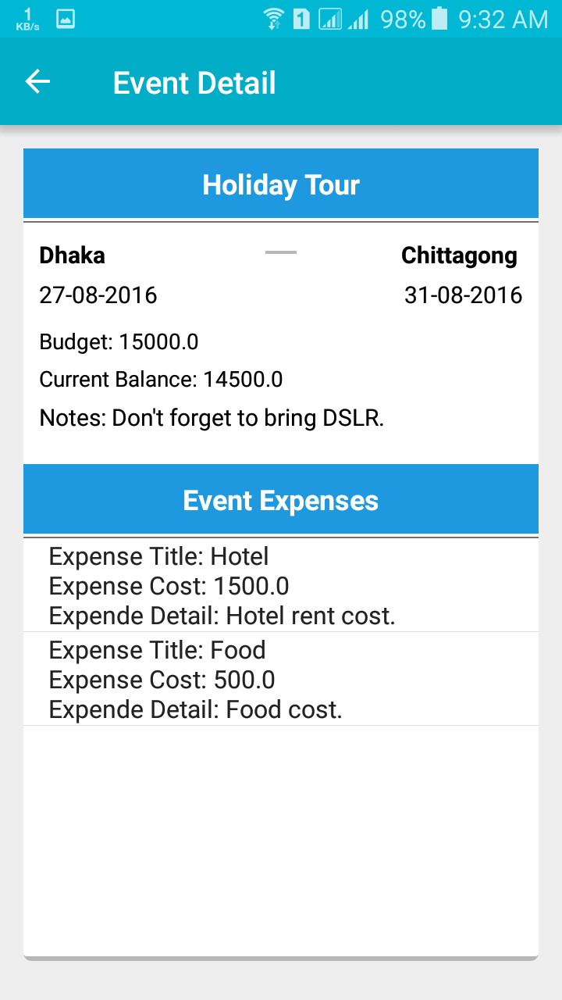 1
KB/s
1
98%
9:32 AM
Event Detail
Holiday Tour
Dhaka
Chittagong
27-08-2016
31-08-2016
Budget: 15000.0
Current Balance: 14500.0
Notes: Don't forget to bring DSLR.
Event Expenses
Expense Title: Hotel
Expense Cost: 1500.0
Expende Detail: Hotel rent cost.
Expense Title: Food
Expense Cost: 500.0
Expende Detail: Food cost.